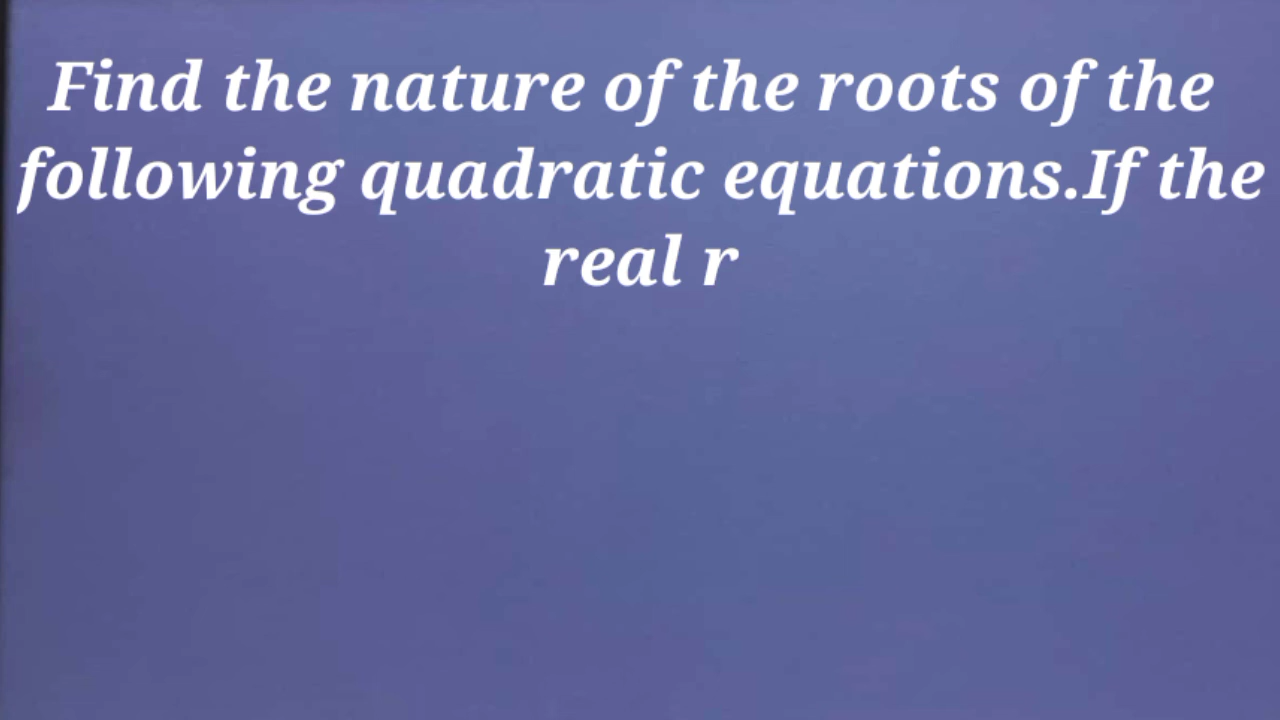 Find the nature of the roots of the
following quadratic equations.If the
real r